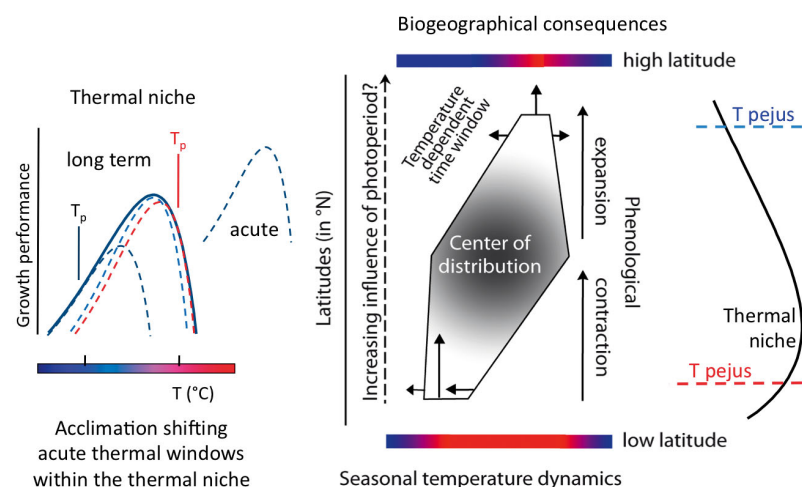 Biogeographical consequences
high latitude
Thermal niche
long term
Tp
Tp
acute
Growth performance
T (°C)
Acclimation shifting
acute thermal windows
within the thermal niche
Latitudes (in °N)
Increasing influence of photoperiod?
Temperature
dependent
time window
Center of
distribution
expansion
contraction
Phenological
low latitude
Seasonal temperature dynamics
T pejus
Thermal
niche
T pejus